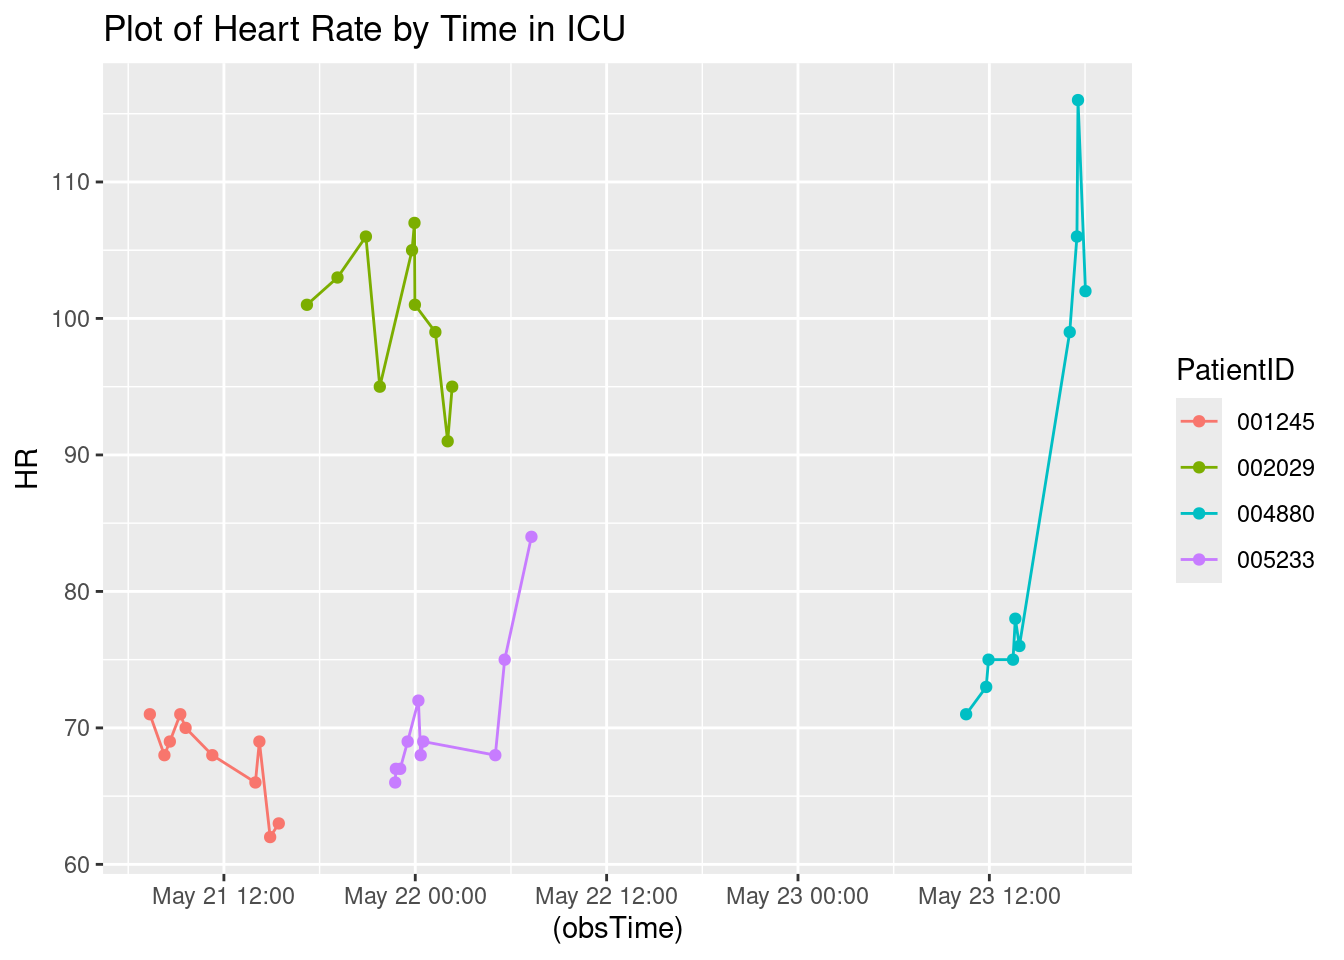 Plot of Heart Rate by Time in ICU
110
100
90
80
70
60
HR
May 21 12:00
May 22 00:00
May 22 12:00
May 23 00:00
May 23 12:00
(obsTime)
PatientID
001245
002029
004880
005233